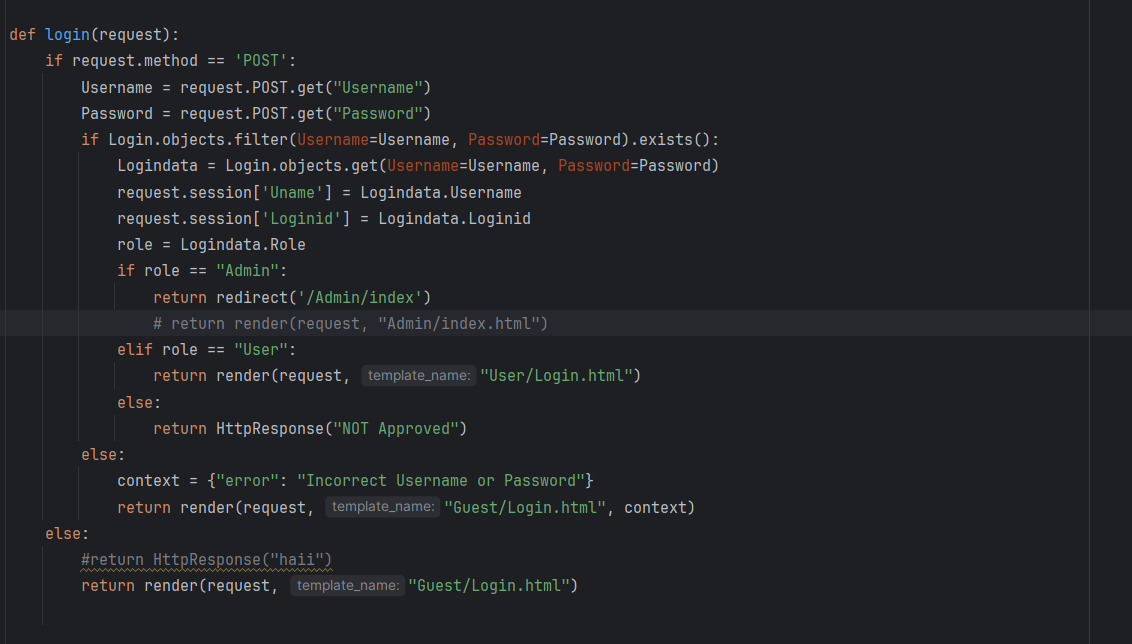 def login(request):
    if request.method == 'POST':
        Username = request.POST.get("Username")
        Password = request.POST.get("Password")
        if Login.objects.filter(Username=Username, Password=Password).exists():
            Logindata = Login.objects.get(Username=Username, Password=Password)
            request.session['Uname'] = Logindata.Username
            request.session['Loginid'] = Logindata.Loginid
            role = Logindata.Role
            if role == "Admin":
                return redirect('/Admin/index')
                # return render(request, "Admin/index.html")
            elif role == "User":
                return render(request, template_name: "User/Login.html")
            else:
                return HttpResponse("NOT Approved")
        else:
            context = {"error": "Incorrect Username or Password"}
            return render(request, template_name: "Guest/Login.html", context)
    else:
        #return HttpResponse("haii")
        return render(request, template_name: "Guest/Login.html")